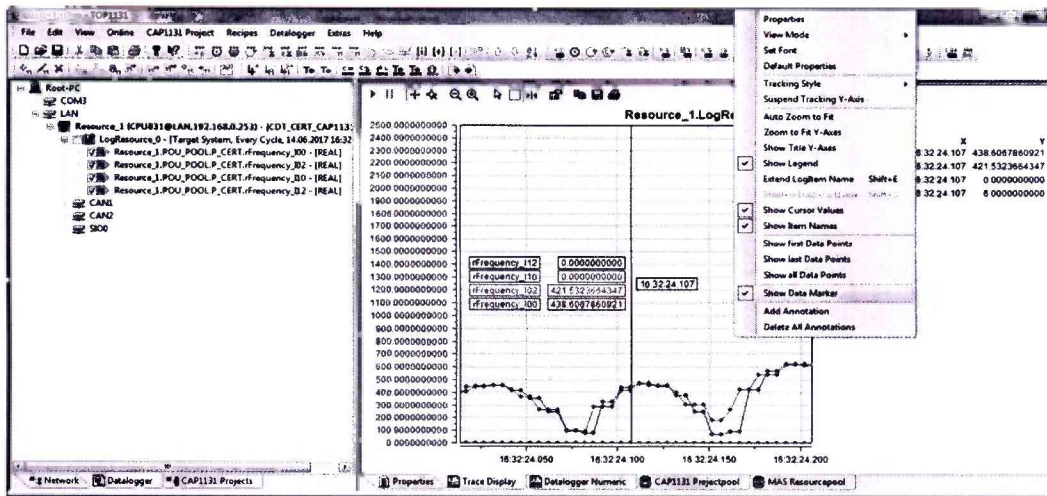 TOP1131
File Edit View Online CAP1131 Project Recipes Datalogger Extras Help
Root-PC
COM3
LAN
Resource_1 (CPU831@LAN,192.168.0.253) - (CDT_CERT_CAP113
LogResource_0 - [Target System, Every Cycle, 14.06.2017 16:32
Resource_1.POU_POOL.P_CERT.rFrequency_I00 - [REAL]
Resource_1.POU_POOL.P_CERT.rFrequency_I02 - [REAL]
Resource_1.POU_POOL.P_CERT.rFrequency_I10 - [REAL]
Resource_1.POU_POOL.P_CERT.rFrequency_I12 - [REAL]
CAN1
CAN2
SIO0
Network Datalogger CAP1131 Projects
Resource_1.LogRe
2500.0000000000
2400.0000000000
2300.0000000000
2200.0000000000
2100.0000000000
2000.0000000000
1900.0000000000
1800.0000000000
1700.0000000000
1600.0000000000
1500.0000000000
1400.0000000000
1300.0000000000
1200.0000000000
1100.0000000000
1000.0000000000
900.0000000000
800.0000000000
700.0000000000
600.0000000000
500.0000000000
400.0000000000
300.0000000000
200.0000000000
100.0000000000
0.0000000000
rFrequency_I12 0.0000000000
rFrequency_I10 0.0000000000
rFrequency_I02 421.5323664347
rFrequency_I00 438.6067860921
16:32:24.107
16:32:24.050 16:32:24.100 16:32:24.150 16:32:24.200
Properties Trace Display Datalogger Numeric CAP1131 Projectpool MAS Resourcepool
Properties
View Mode
Set Font
Default Properties
Tracking Style
Suspend Tracking Y-Axis
Auto Zoom to Fit
Zoom to Fit Y-Axes
Show Title Y-Axes
Show Legend
Extend LogItem Name Shift+E
Show Cursor Values
Show Item Names
Show first Data Points
Show last Data Points
Show all Data Points
Show Data Marker
Add Annotation
Delete All Annotations
X Y
6:32:24.107 438.6067860921
6:32:24.107 421.5323664347
6:32:24.107 0.0000000000
6:32:24.107 6.0000000000